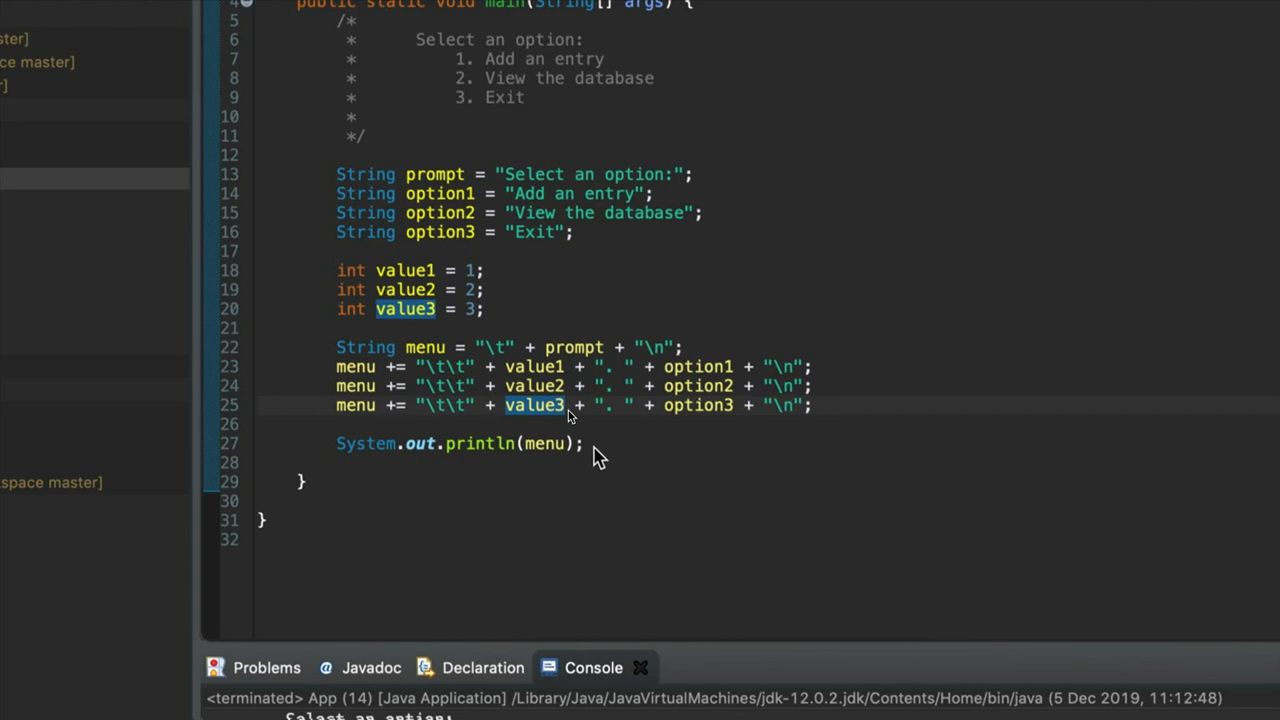 4 public static void main(String[] args) {
5 /*
ster]
6 * Select an option:
ce master]
7 * 1. Add an entry
8 * 2. View the database
r]
9 * 3. Exit
10 *
11 */
12
13 String prompt = "Select an option:";
14 String option1 = "Add an entry";
15 String option2 = "View the database";
16 String option3 = "Exit";
17
18 int value1 = 1;
19 int value2 = 2;
20 int value3 = 3;
21
22 String menu = "\t" + prompt + "\n";
23 menu += "\t\t" + value1 + ". " + option1 + "\n";
24 menu += "\t\t" + value2 + ". " + option2 + "\n";
25 menu += "\t\t" + value3 + ". " + option3 + "\n";
26
27 System.out.println(menu);
28
29 }
space master]
30
31 }
32
Problems @ Javadoc Declaration Console
<terminated> App (14) [Java Application] /Library/Java/JavaVirtualMachines/jdk-12.0.2.jdk/Contents/Home/bin/java (5 Dec 2019, 11:12:48)
Select an option: